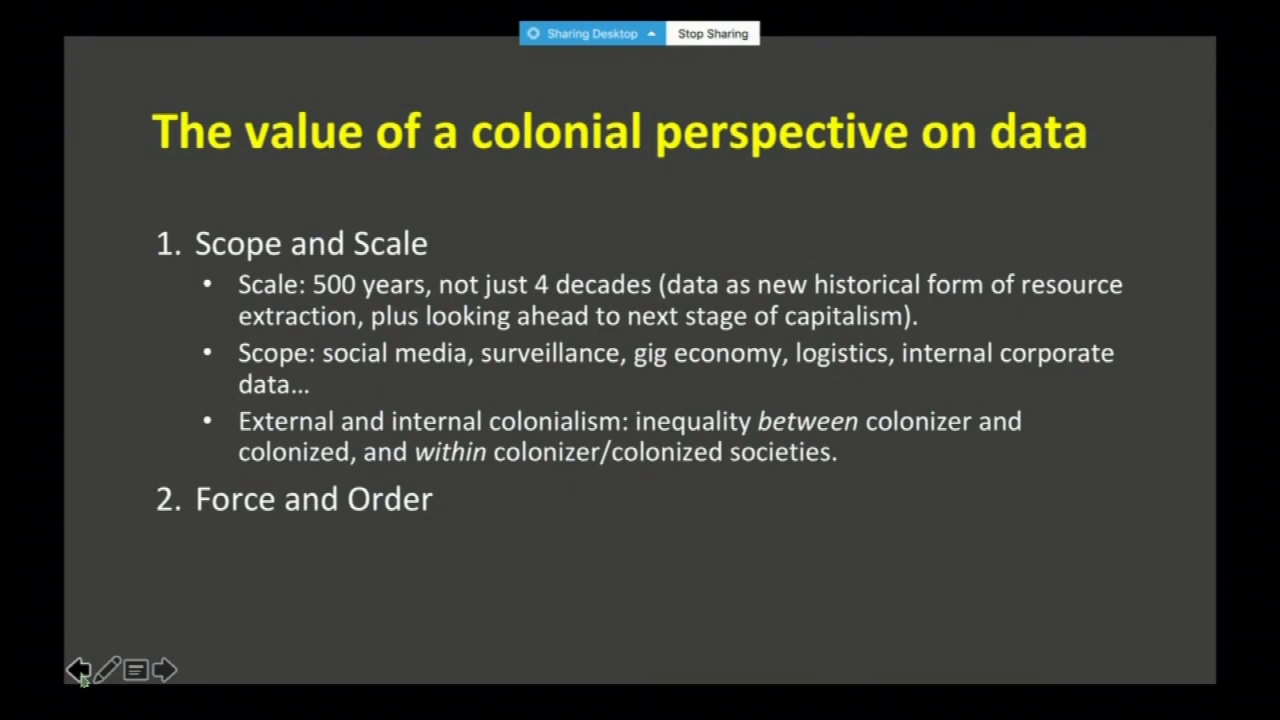 Sharing Desktop
Stop Sharing
The value of a colonial perspective on data
1. Scope and Scale
• Scale: 500 years, not just 4 decades (data as new historical form of resource
extraction, plus looking ahead to next stage of capitalism).
• Scope: social media, surveillance, gig economy, logistics, internal corporate
data…
• External and internal colonialism: inequality between colonizer and
colonized, and within colonizer/colonized societies.
2. Force and Order